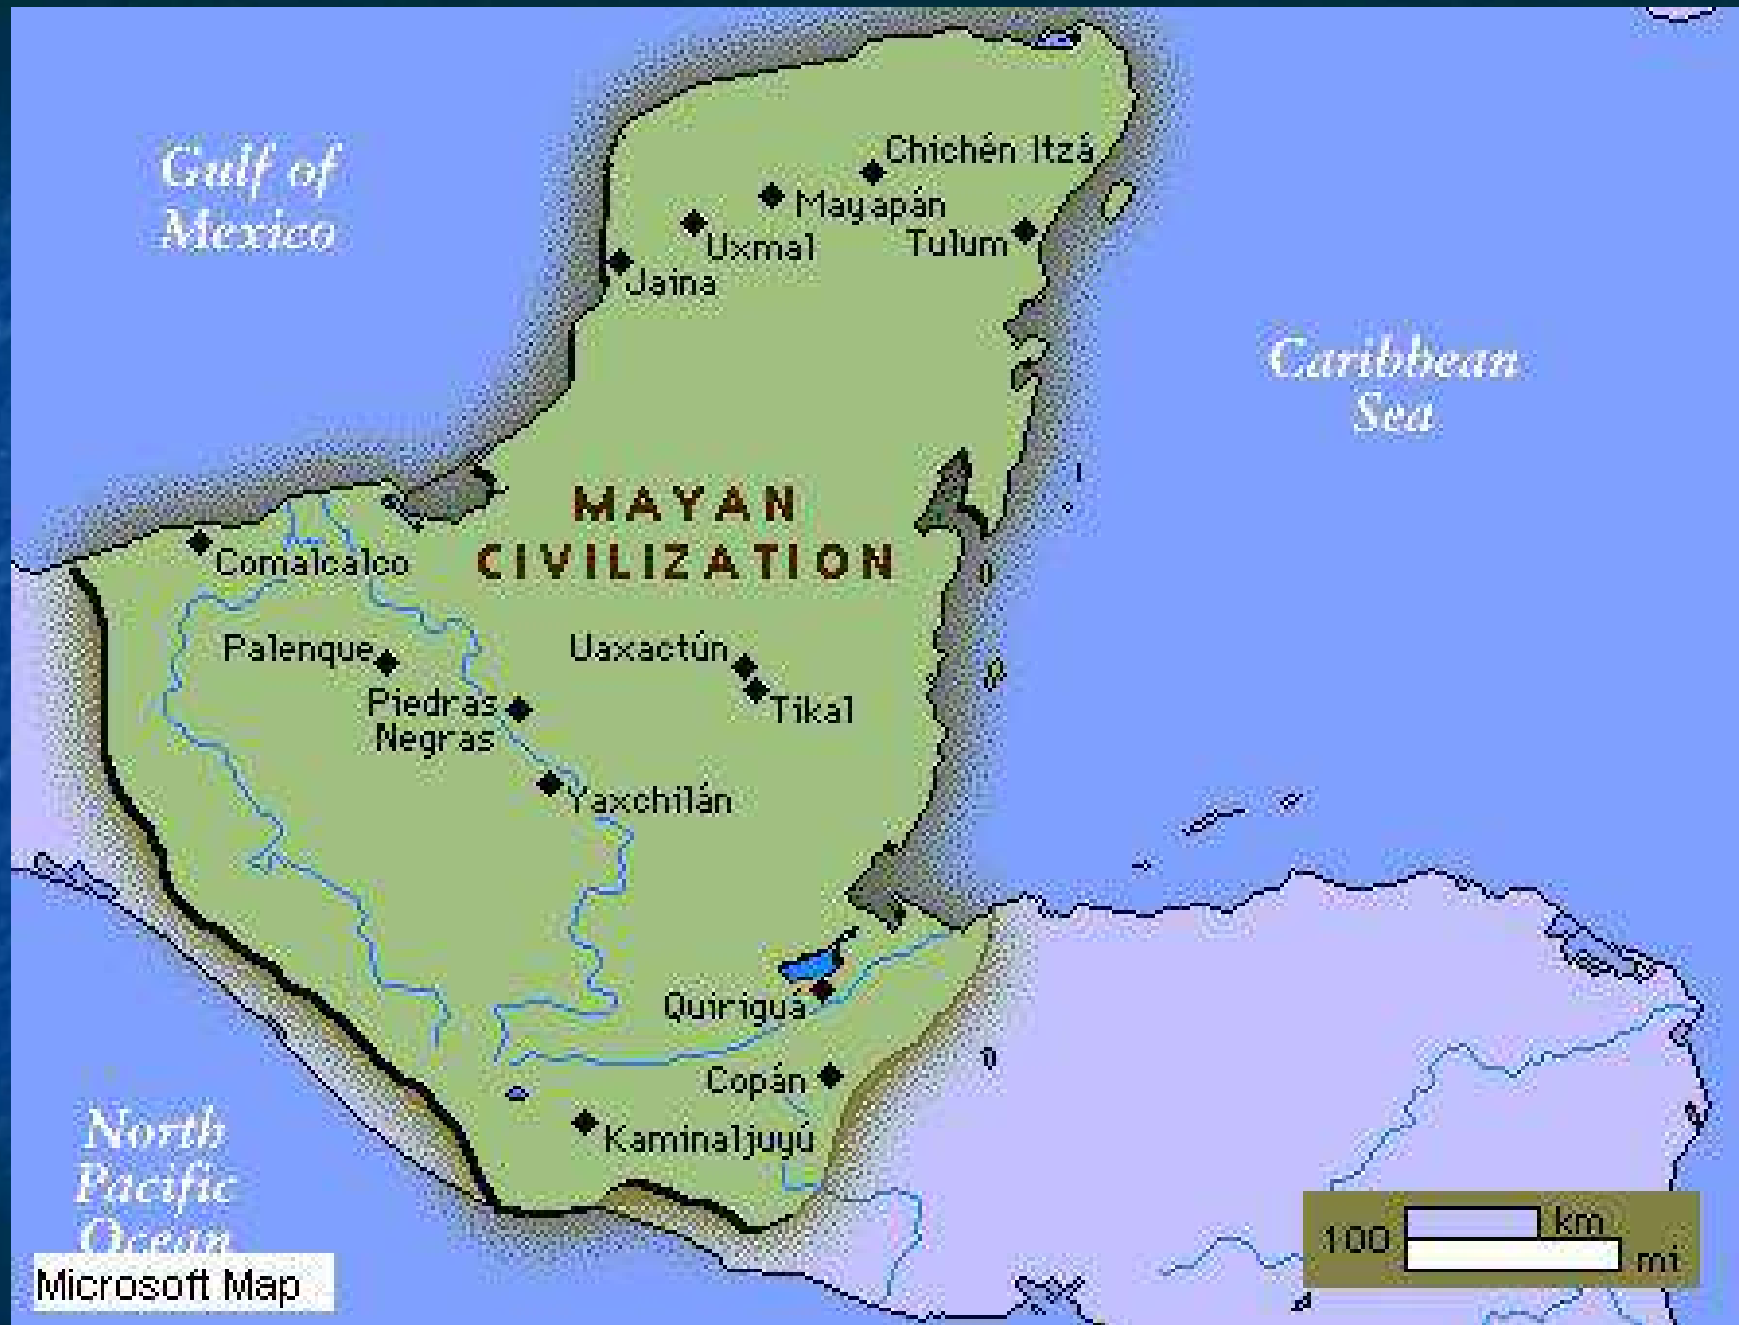 Gulf of
Mexico
Chichén Itzá
Mayapán
Uxmal
Tulum
Jaina
Caribbean
Sea
MAYAN
CIVILIZATION
Comalcalco
Palenque
Uaxactún
Piedras
Negras
Tikal
Yaxchilán
Quiriguá
Copán
Kaminaljuyú
North
Pacific
Ocean
100 km
mi
Microsoft Map